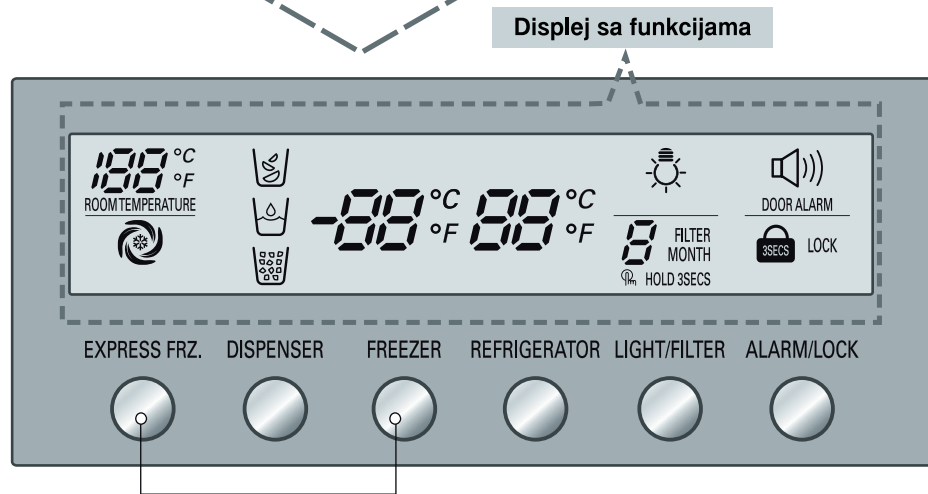 Displej sa funkcijama
188 °C °F
ROOM TEMPERATURE
-88 °C °F 88 °C °F
8 FILTER MONTH
HOLD 3SECS
DOOR ALARM
3SECS LOCK
EXPRESS FRZ. DISPENSER FREEZER REFRIGERATOR LIGHT/FILTER ALARM/LOCK